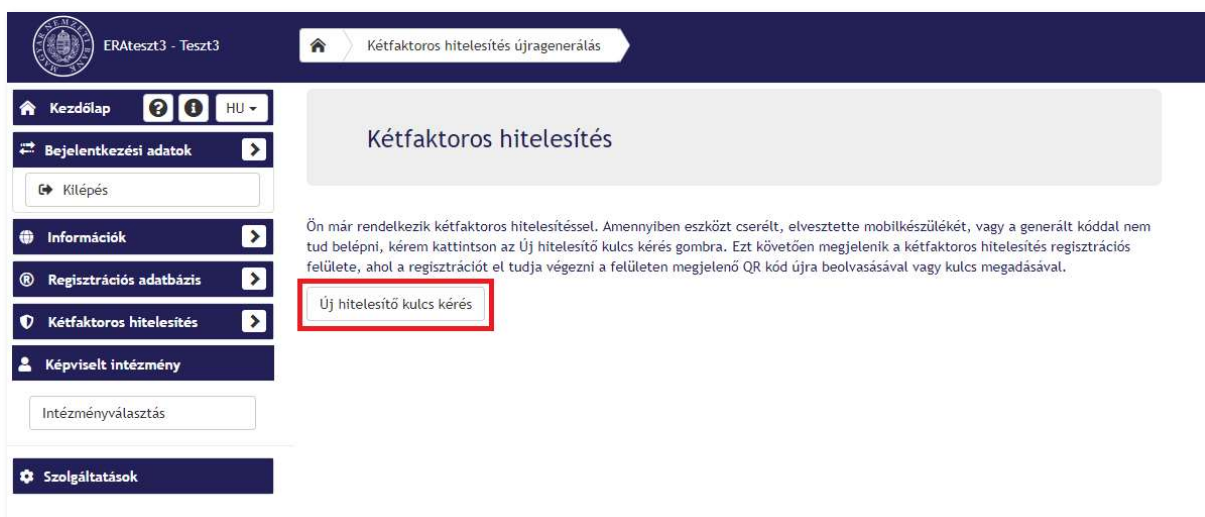 MAGYAR NEMZETI BANK
ERAteszt3 - Teszt3
Kétfaktoros hitelesítés újragenerálás
Kezdőlap
HU
Bejelentkezési adatok
Kilépés
Információk
Regisztrációs adatbázis
Kétfaktoros hitelesítés
Képviselt intézmény
Intézményválasztás
Szolgáltatások
Kétfaktoros hitelesítés
Ön már rendelkezik kétfaktoros hitelesítéssel. Amennyiben eszközt cserélt, elvesztette mobilkészülékét, vagy a generált kóddal nem
tud belépni, kérem kattintson az Új hitelesítő kulcs kérés gombra. Ezt követően megjelenik a kétfaktoros hitelesítés regisztrációs
felülete, ahol a regisztrációt el tudja végezni a felületen megjelenő QR kód újra beolvasásával vagy kulcs megadásával.
Új hitelesítő kulcs kérés